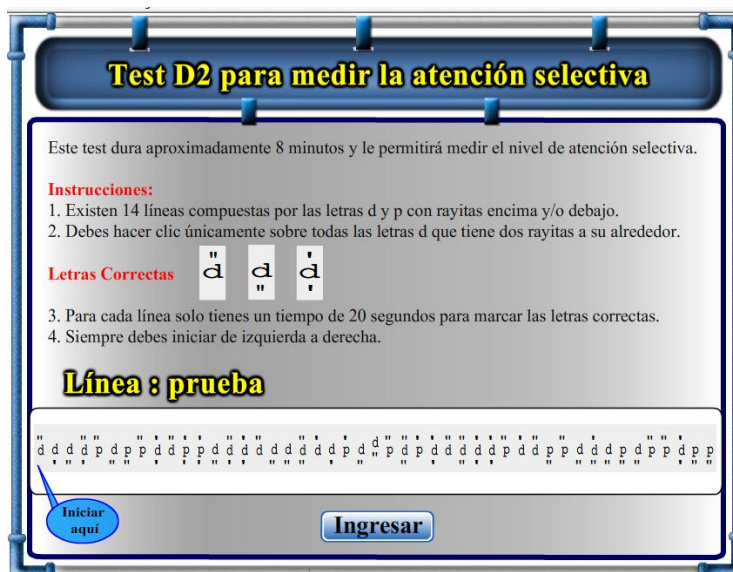 Test D2 para medir la atención selectiva
Este test dura aproximadamente 8 minutos y le permitirá medir el nivel de atención selectiva.
Instrucciones:
1. Existen 14 líneas compuestas por las letras d y p con rayitas encima y/o debajo.
2. Debes hacer clic únicamente sobre todas las letras d que tiene dos rayitas a su alrededor.
Letras Correctas d d d
3. Para cada línea solo tienes un tiempo de 20 segundos para marcar las letras correctas.
4. Siempre debes iniciar de izquierda a derecha.
Línea : prueba
Iniciar
aquí
Ingresar